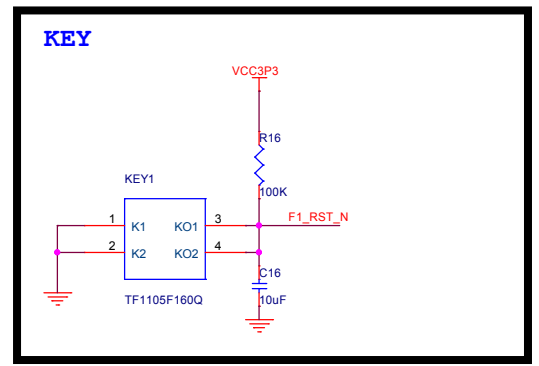 KEY
VCC3P3
R16
100K
KEY1
1
K1
KO1
3
F1_RST_N
2
K2
KO2
4
C16
10uF
TF1105F160Q